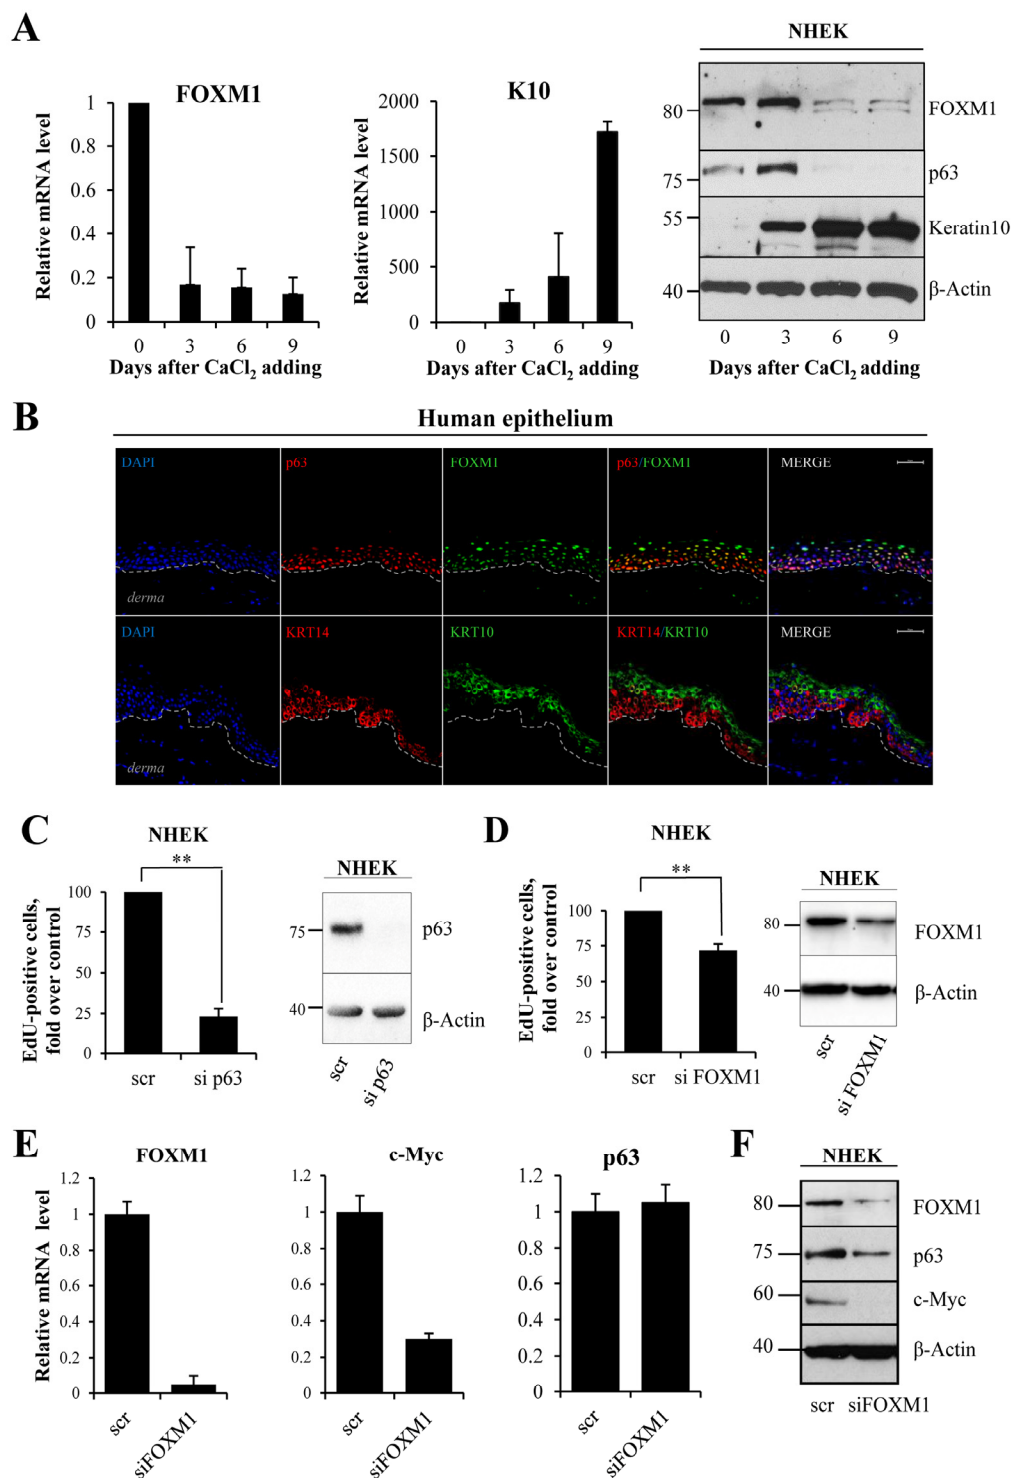 A
FOXM1
Relative mRNA level
1
0.8
0.6
0.4
0.2
0
0 3 6 9
Days after CaCl₂ adding
K10
Relative mRNA level
2000
1500
1000
500
0
0 3 6 9
Days after CaCl₂ adding
NHEK
80
FOXM1
75
p63
55
Keratin10
40
β-Actin
0 3 6 9
Days after CaCl₂ adding
B
Human epithelium
DAPI p63 FOXM1 p63/FOXM1 MERGE
derma
DAPI KRT14 KRT10 KRT14/KRT10 MERGE
derma
C
NHEK
**
EdU-positive cells,
fold over control
100
75
50
25
0
scr si p63
NHEK
75
p63
40
β-Actin
scr si p63
D
NHEK
**
EdU-positive cells,
fold over control
100
75
50
25
0
scr si FOXM1
NHEK
80
FOXM1
40
β-Actin
scr si FOXM1
E
FOXM1
Relative mRNA level
1.2
1
0.8
0.6
0.4
0.2
0
scr siFOXM1
c-Myc
1.2
1
0.8
0.6
0.4
0.2
0
scr siFOXM1
p63
1.2
1
0.8
0.6
0.4
0.2
0
scr siFOXM1
F
NHEK
80
FOXM1
75
p63
60
c-Myc
40
β-Actin
scr siFOXM1